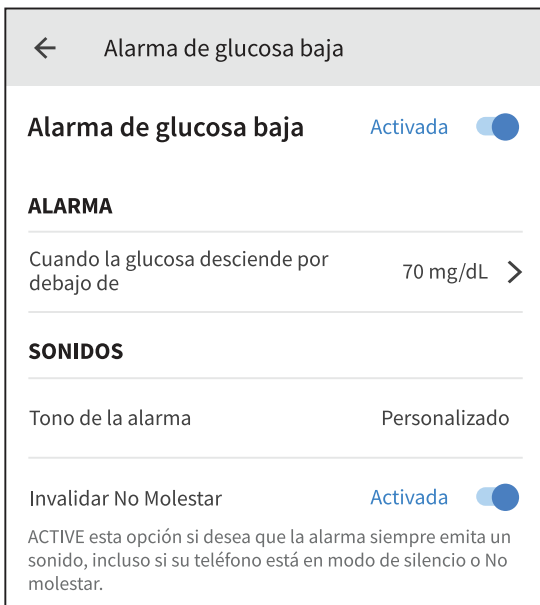 Alarma de glucosa baja
Alarma de glucosa baja Activada
ALARMA
Cuando la glucosa desciende por
debajo de
70 mg/dL
SONIDOS
Tono de la alarma Personalizado
Invalidar No Molestar Activada
ACTIVE esta opción si desea que la alarma siempre emita un
sonido, incluso si su teléfono está en modo de silencio o No
molestar.